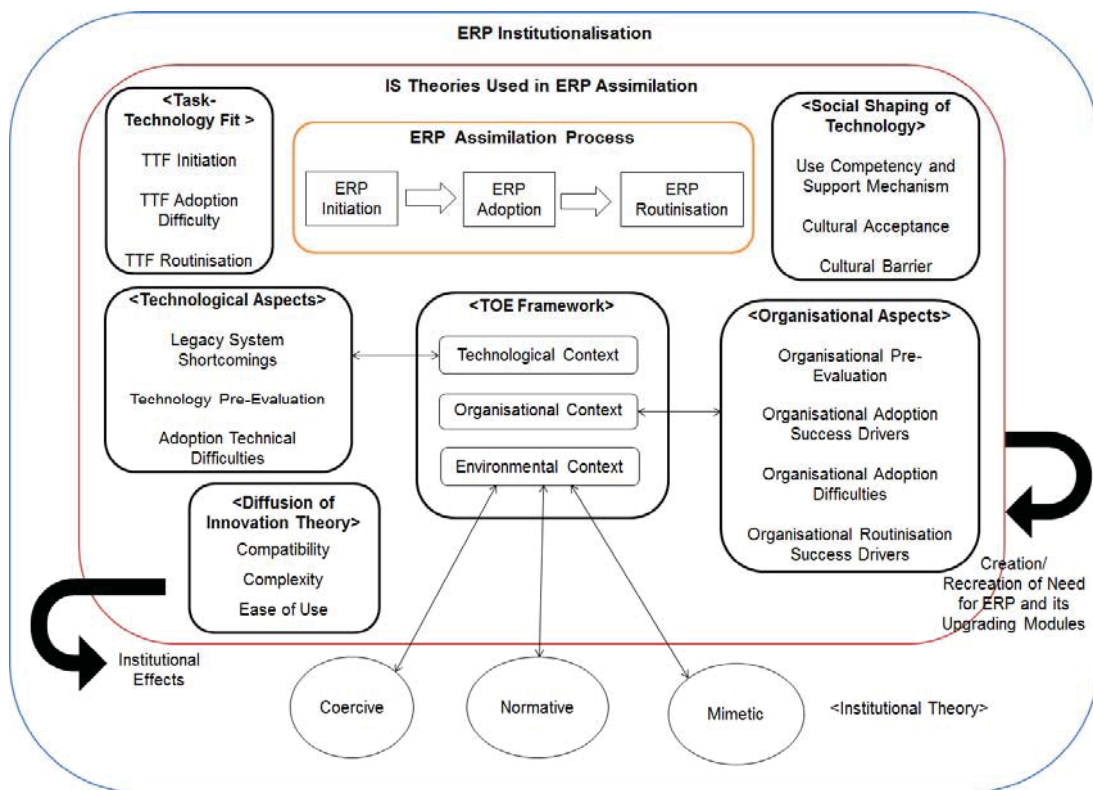 ERP Institutionalisation
IS Theories Used in ERP Assimilation
<Task-
Technology Fit >
TTF Initiation
TTF Adoption
Difficulty
TTF Routinisation
ERP Assimilation Process
ERP
Initiation
ERP
Adoption
ERP
Routinisation
<Social Shaping of
Technology>
Use Competency and
Support Mechanism
Cultural Acceptance
Cultural Barrier
<Technological Aspects>
Legacy System
Shortcomings
Technology Pre-Evaluation
Adoption Technical
Difficulties
<TOE Framework>
Technological Context
Organisational Context
Environmental Context
<Organisational Aspects>
Organisational Pre-
Evaluation
Organisational Adoption
Success Drivers
Organisational Adoption
Difficulties
Organisational Routinisation
Success Drivers
<Diffusion of
Innovation Theory>
Compatibility
Complexity
Ease of Use
Institutional
Effects
Creation/
Recreation of Need
for ERP and its
Upgrading Modules
Coercive
Normative
Mimetic
<Institutional Theory>